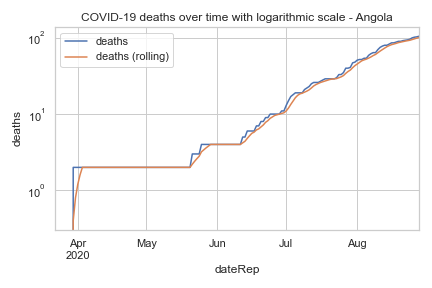 COVID-19 deaths over time with logarithmic scale - Angola
deaths
deaths (rolling)
10²
10¹
10⁰
deaths
Apr May Jun Jul Aug
2020
dateRep